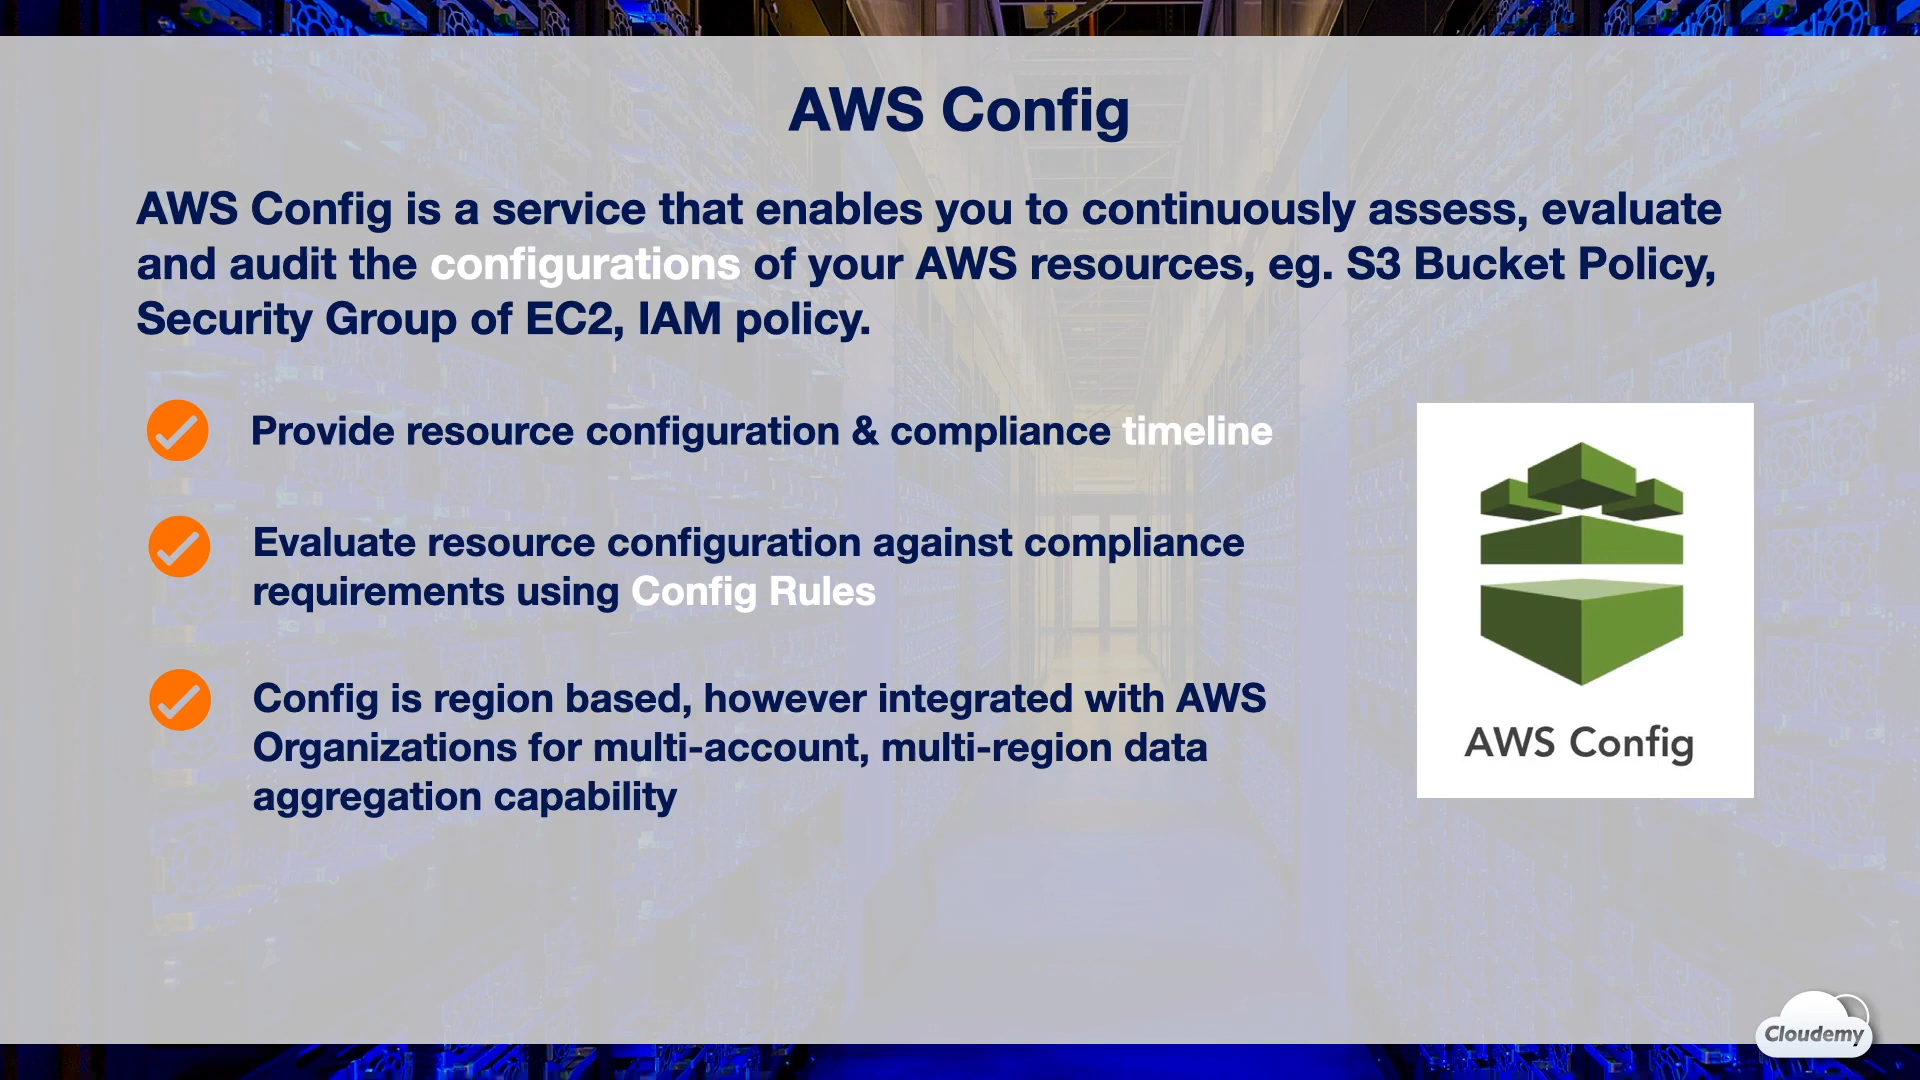 AWS Config
AWS Config is a service that enables you to continuously assess, evaluate
and audit the configurations of your AWS resources, eg. S3 Bucket Policy,
Security Group of EC2, IAM policy.
Provide resource configuration & compliance timeline
Evaluate resource configuration against compliance
requirements using Config Rules
Config is region based, however integrated with AWS
Organizations for multi-account, multi-region data
aggregation capability
AWS Config
Cloudemy